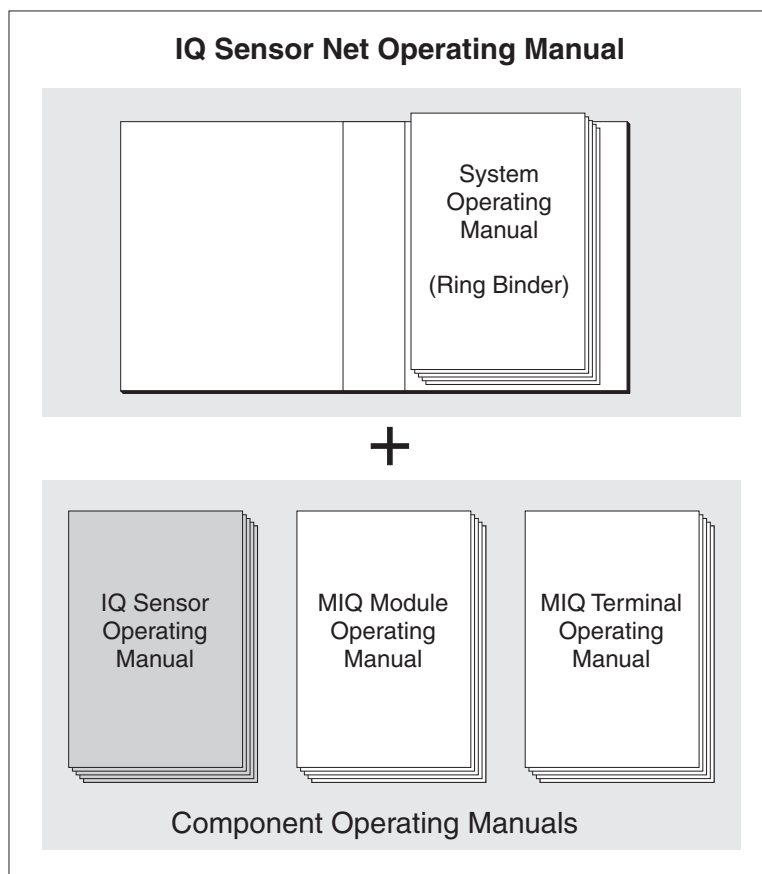 IQ Sensor Net Operating Manual
System
Operating
Manual
(Ring Binder)
+
IQ Sensor
Operating
Manual
MIQ Module
Operating
Manual
MIQ Terminal
Operating
Manual
Component Operating Manuals